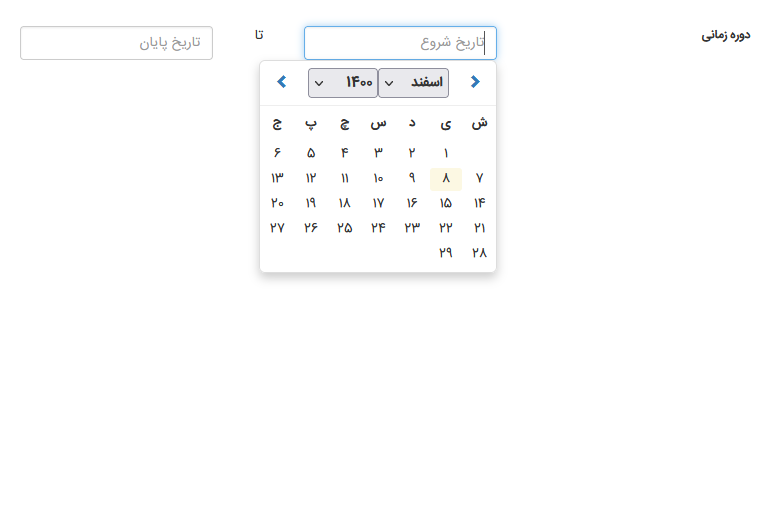 دوره زمانی
تاریخ شروع
تا
تاریخ پایان
اسفند ۱۴۰۰
ش ی د س چ پ ج
۱ ۲ ۳ ۴ ۵ ۶
۷ ۸ ۹ ۱۰ ۱۱ ۱۲ ۱۳
۱۴ ۱۵ ۱۶ ۱۷ ۱۸ ۱۹ ۲۰
۲۱ ۲۲ ۲۳ ۲۴ ۲۵ ۲۶ ۲۷
۲۸ ۲۹